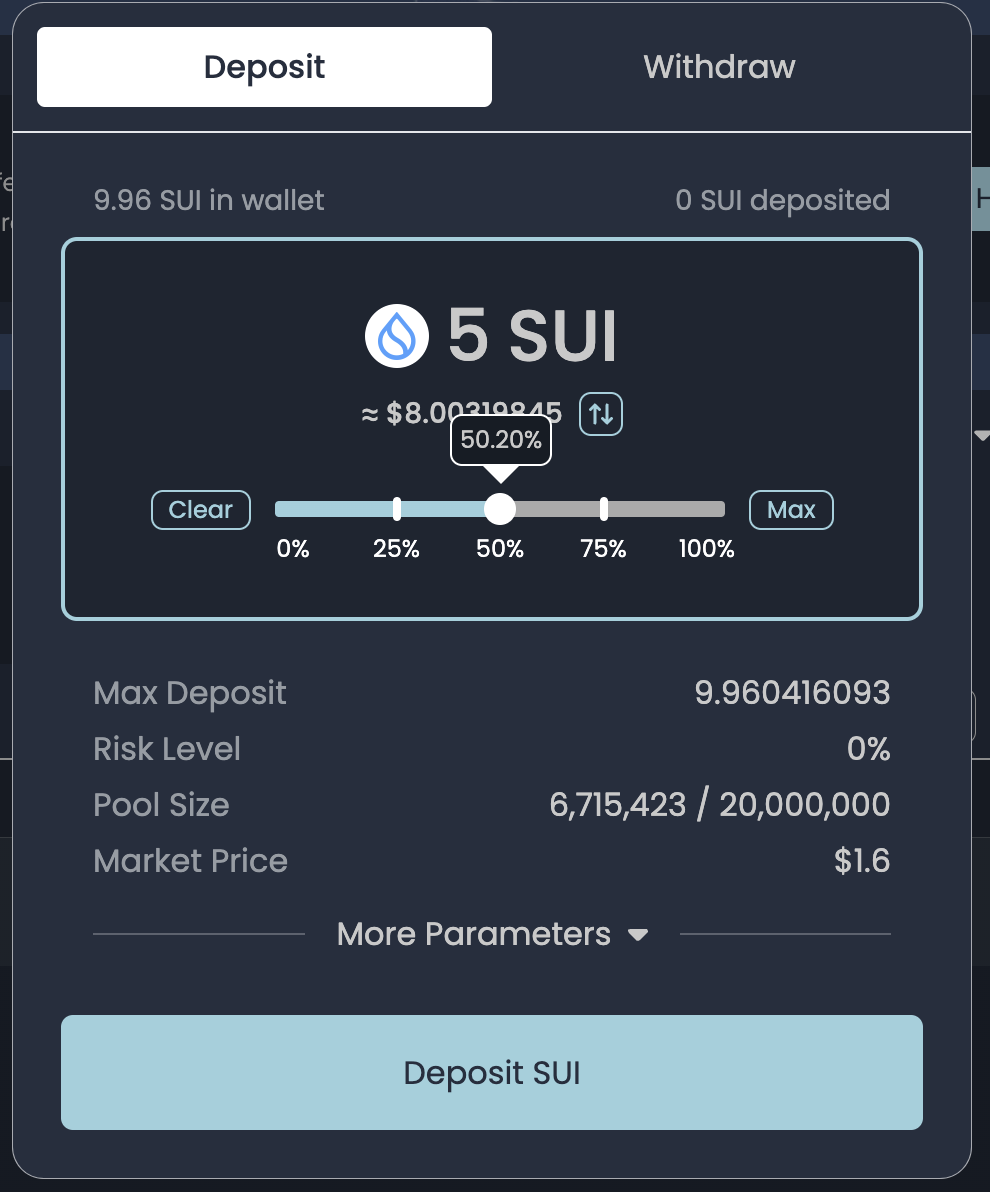 Deposit
Withdraw
9.96 SUI in wallet
0 SUI deposited
5 SUI
≈ $8.00319845
50.20%
Clear
Max
0%
25%
50%
75%
100%
Max Deposit
9.960416093
Risk Level
0%
Pool Size
6,715,423 / 20,000,000
Market Price
$1.6
More Parameters
Deposit SUI